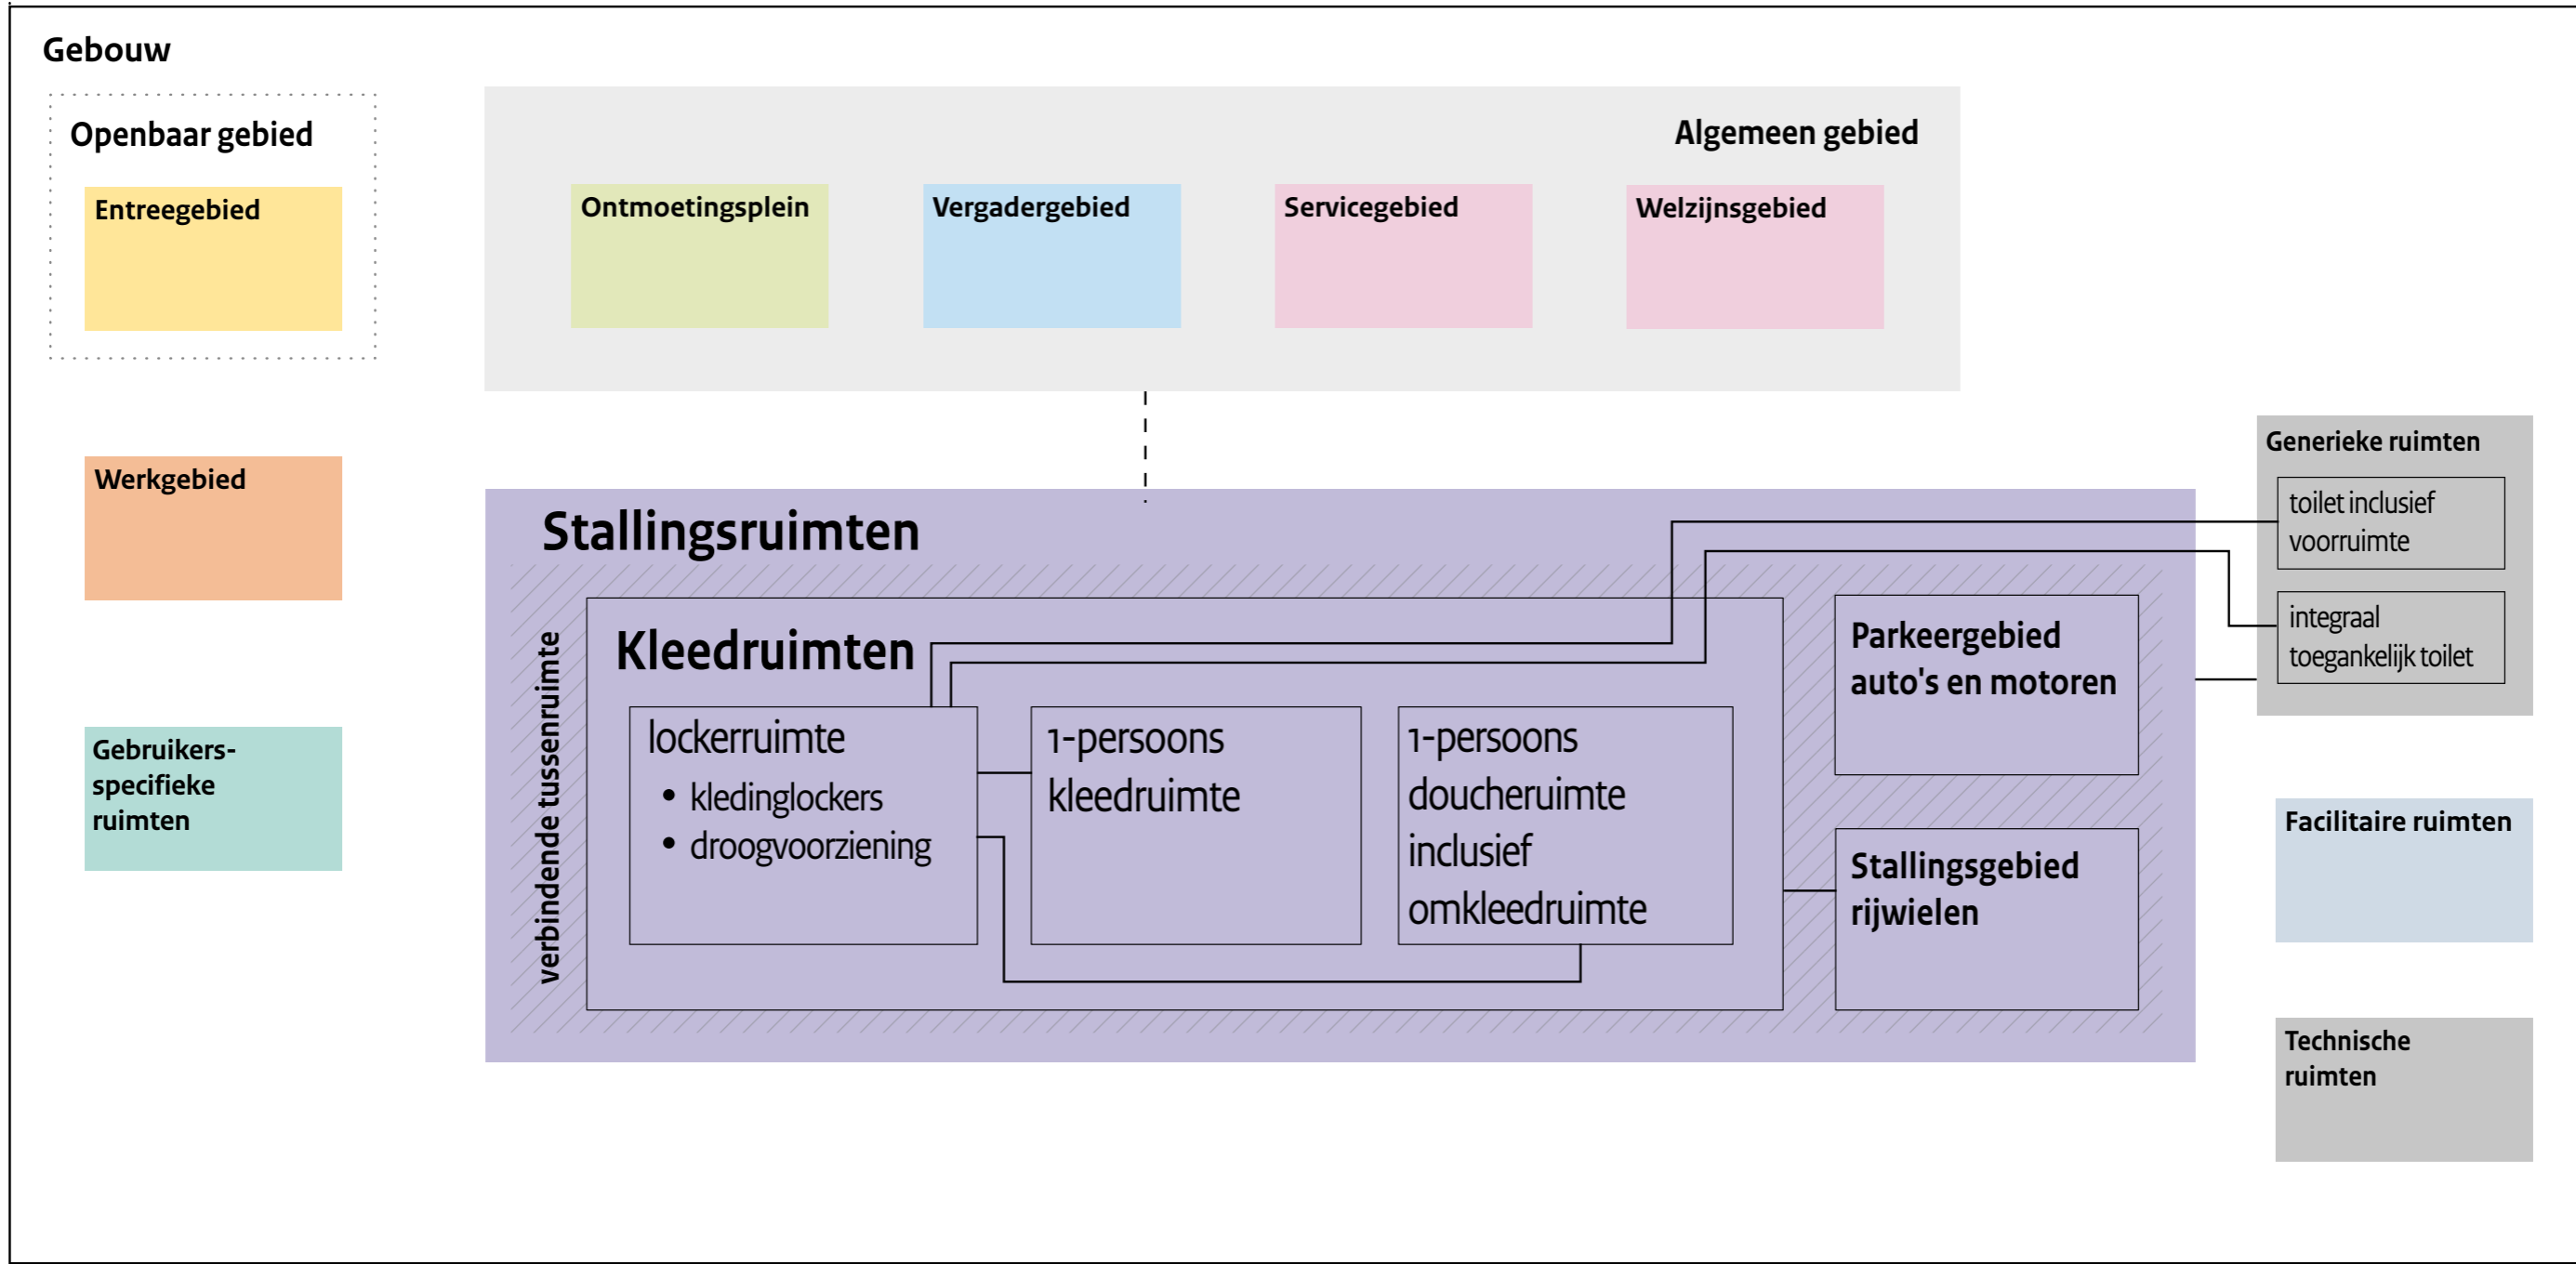 Gebouw
Openbaar gebied
Entreegebied
Algemeen gebied
Ontmoetingsplein
Vergadergebied
Servicegebied
Welzijnsgebied
Werkgebied
Gebruikers-
specifieke
ruimten
Stallingsruimten
verbindende tussenruimte
Kleedruimten
lockerruimte
• kledinglockers
• droogvoorziening
1-persoons
kleedruimte
1-persoons
doucheruimte
inclusief
omkleedruimte
Parkeergebied
auto's en motoren
Stallingsgebied
rijwielen
Generieke ruimten
toilet inclusief
voorruimte
integraal
toegankelijk toilet
Facilitaire ruimten
Technische
ruimten